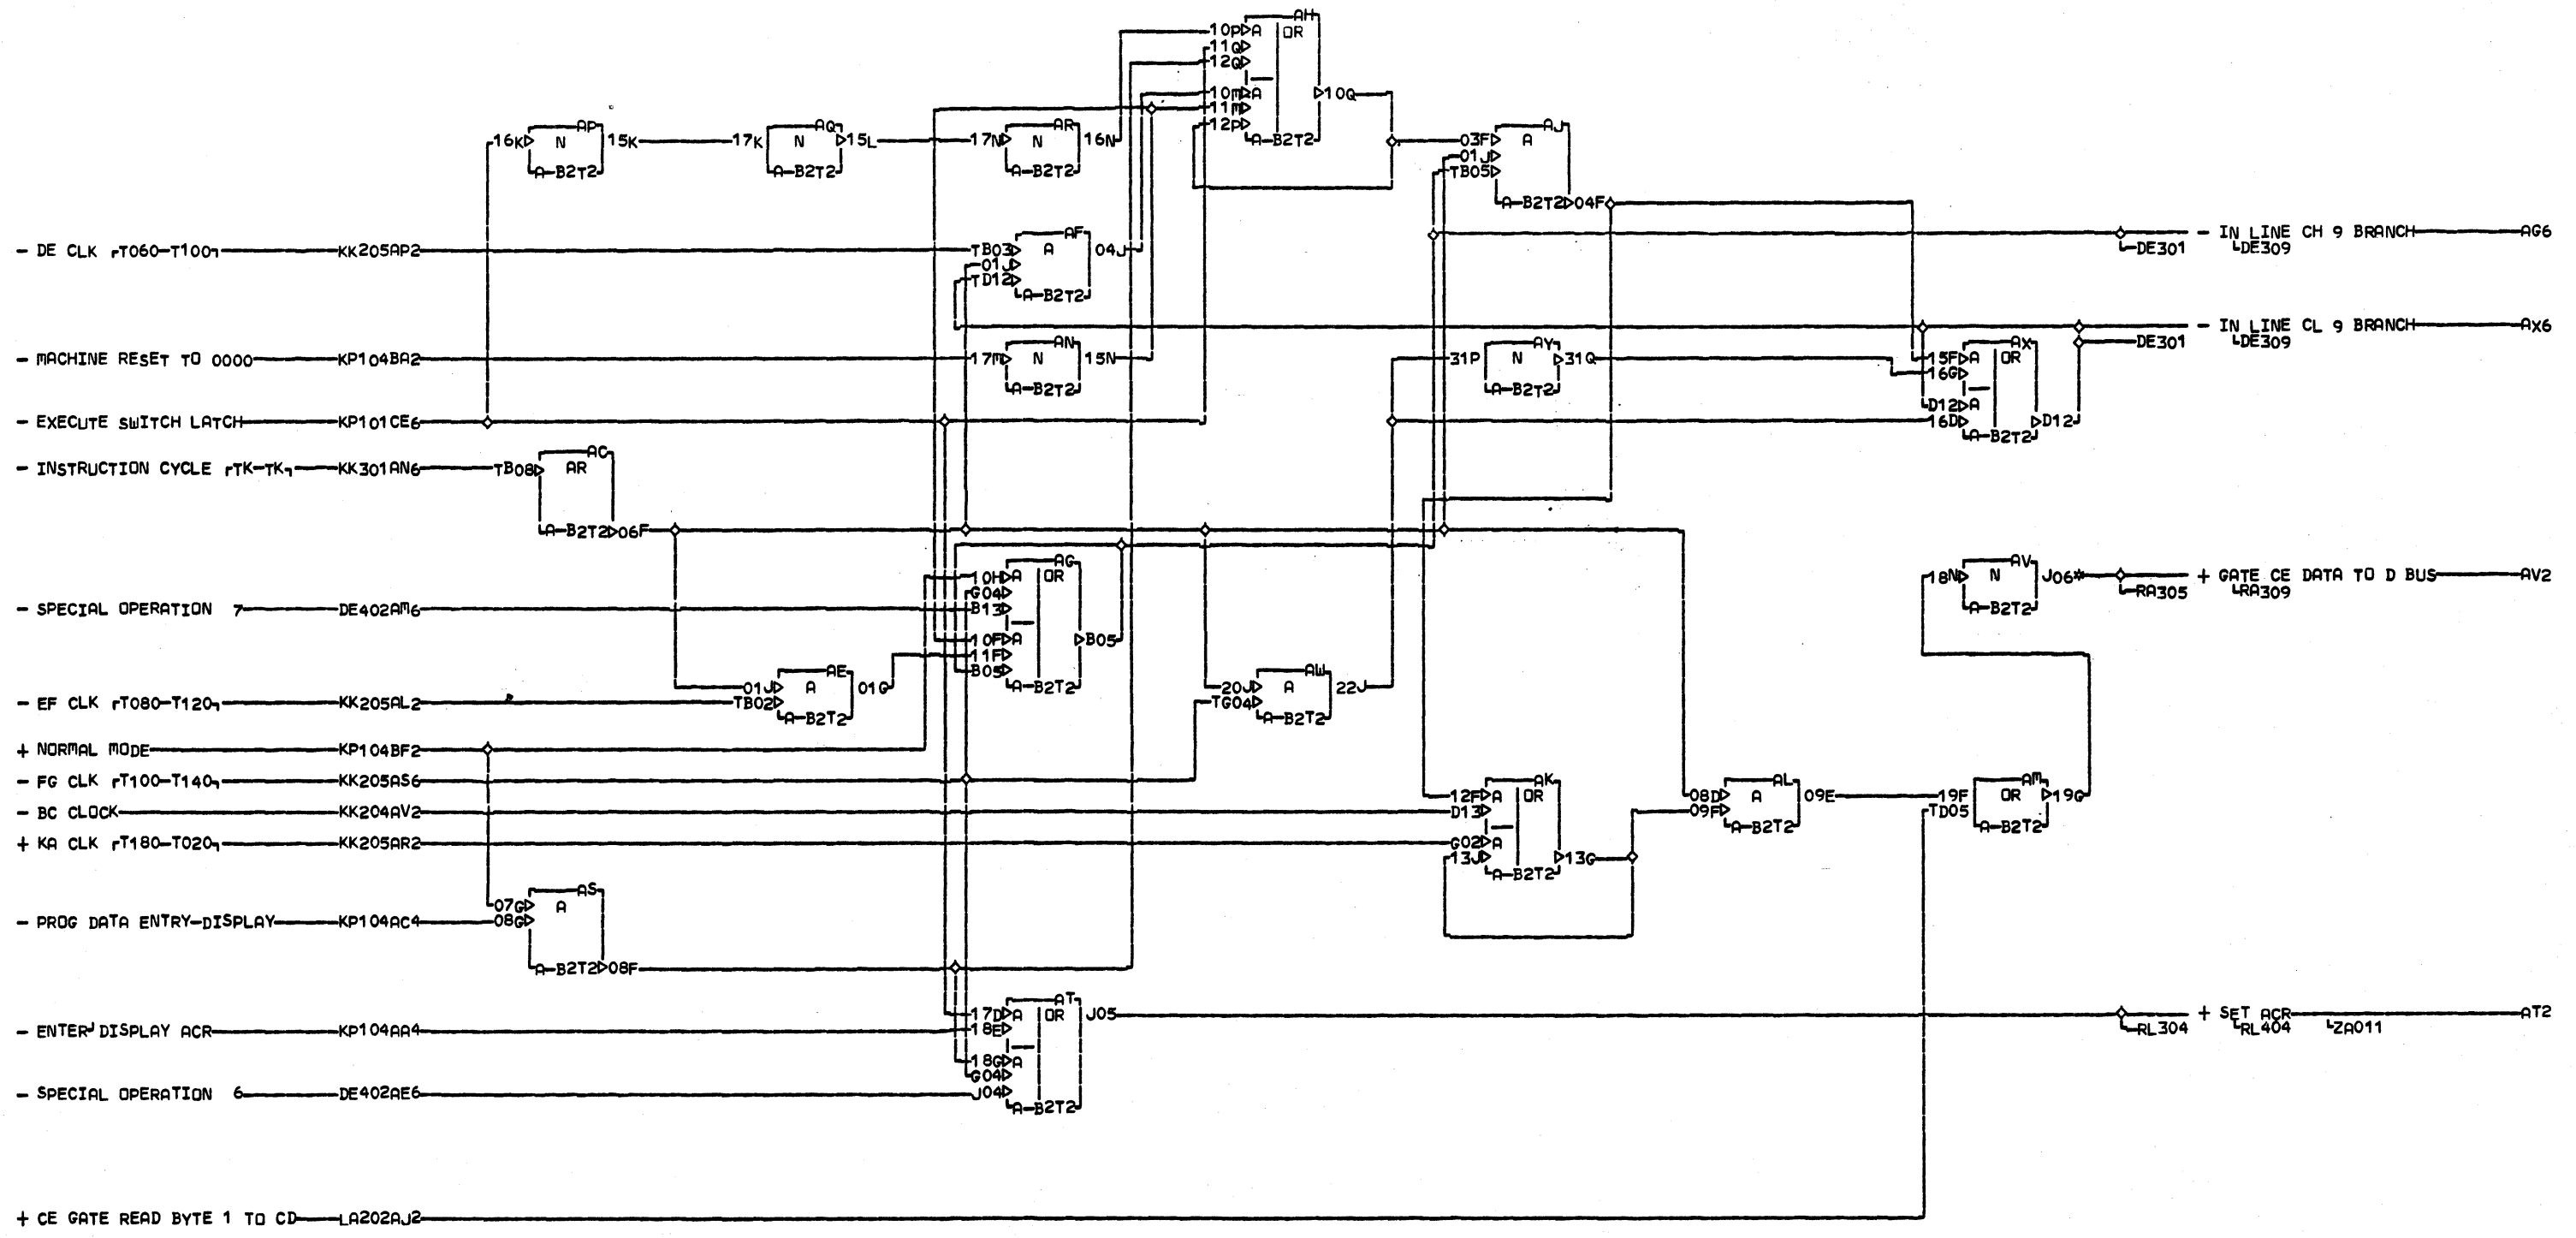 AH
10P A OR
11Q
12Q
10M A
11M
10Q
12P
A-B2T2
AP
16K N 15K
A-B2T2
AQ
17K N 15L
A-B2T2
AR
17N N 16N
A-B2T2
AJ
03F A
01J
TB05
A-B2T2 04F
- DE CLK T060-T100 KK205AP2
AF
TB03 A 04J
01J
TD12
A-B2T2
- IN LINE CH 9 BRANCH AG6
DE301 DE309
- IN LINE CL 9 BRANCH AX6
DE301 DE309
- MACHINE RESET TO 0000 KP104BA2
AN
17M N 15N
A-B2T2
AY
31P N 31Q
A-B2T2
AX
15F A OR
16G
D12 A
16D D12
A-B2T2
- EXECUTE SWITCH LATCH KP101CE6
- INSTRUCTION CYCLE TK-TK KK301AN6
AC
TB08 AR
A-B2T2 06F
AG
10H A OR
G04
B13
10F A B05
11F
B05
A-B2T2
AV
18N N J06*
A-B2T2
+ GATE CE DATA TO D BUS AV2
RA305 RA309
- SPECIAL OPERATION 7 DE402AM6
AE
01J A 01G
TB02
A-B2T2
AW
20J A 22J
TG04
A-B2T2
- EF CLK T080-T120 KK205AL2
+ NORMAL MODE KP104BF2
- FG CLK T100-T140 KK205AS6
- BC CLOCK KK204AV2
+ KA CLK T180-T020 KK205AR2
AK
12F A OR
D13
G02 A
13J 13G
A-B2T2
AL
08D A 09E
09F
A-B2T2
AM
19F OR 19G
TD05
A-B2T2
AS
07G A
08G
A-B2T2 08F
- PROG DATA ENTRY-DISPLAY KP104AC4
AT
17D A OR J05
18E
18G A
G04
J04
A-B2T2
- ENTER DISPLAY ACR KP104AA4
+ SET ACR AT2
RL304 RL404 ZA011
- SPECIAL OPERATION 6 DE402AE6
+ CE GATE READ BYTE 1 TO CD LA202AJ2